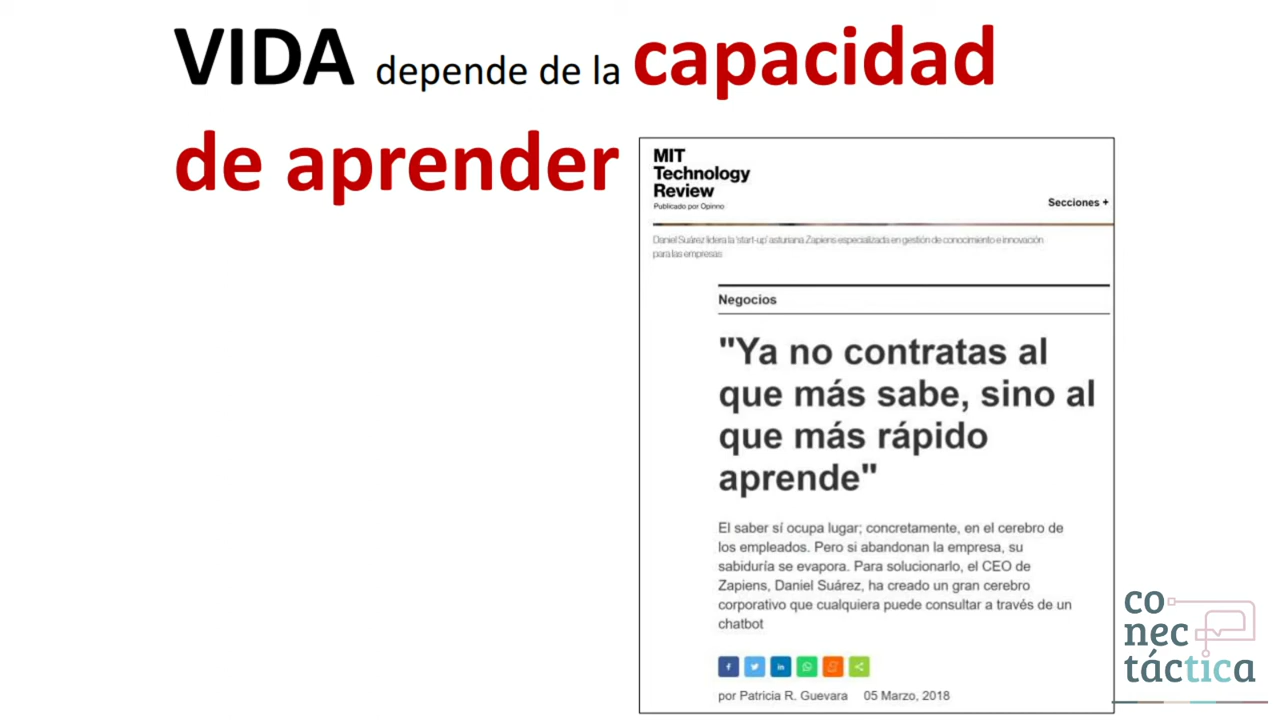 VIDA depende de la capacidad
de aprender
MIT
Technology
Review
Publicado por Opinno
Secciones +
Daniel Suárez lidera la 'start-up' asturiana Zapiens especializada en gestión de conocimiento e innovación
para las empresas
Negocios
"Ya no contratas al
que más sabe, sino al
que más rápido
aprende"
El saber sí ocupa lugar; concretamente, en el cerebro de
los empleados. Pero si abandonan la empresa, su
sabiduría se evapora. Para solucionarlo, el CEO de
Zapiens, Daniel Suárez, ha creado un gran cerebro
corporativo que cualquiera puede consultar a través de un
chatbot
por Patricia R. Guevara 05 Marzo, 2018
co
nec
táctica